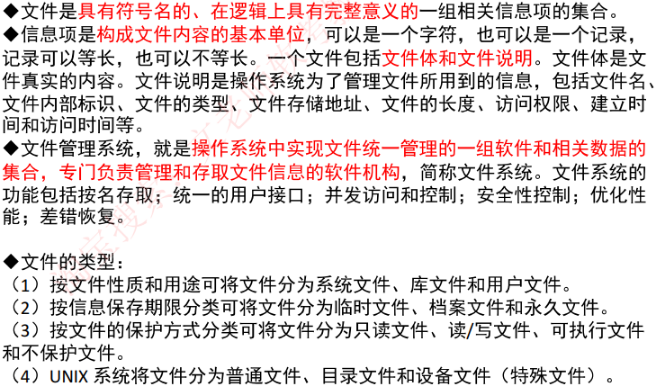 ◆文件是具有符号名的、在逻辑上具有完整意义的一组相关信息项的集合。
◆信息项是构成文件内容的基本单位，可以是一个字符，也可以是一个记录，
记录可以等长，也可以不等长。一个文件包括文件体和文件说明。文件体是文
件真实的内容。文件说明是操作系统为了管理文件所用到的信息，包括文件名、
文件内部标识、文件的类型、文件存储地址、文件的长度、访问权限、建立时
间和访问时间等。
◆文件管理系统，就是操作系统中实现文件统一管理的一组软件和相关数据的
集合，专门负责管理和存取文件信息的软件机构，简称文件系统。文件系统的
功能包括按名存取；统一的用户接口；并发访问和控制；安全性控制；优化性
能；差错恢复。
◆文件的类型：
（1）按文件性质和用途可将文件分为系统文件、库文件和用户文件。
（2）按信息保存期限分类可将文件分为临时文件、档案文件和永久文件。
（3）按文件的保护方式分类可将文件分为只读文件、读/写文件、可执行文件
和不保护文件。
（4）UNIX 系统将文件分为普通文件、目录文件和设备文件（特殊文件）。